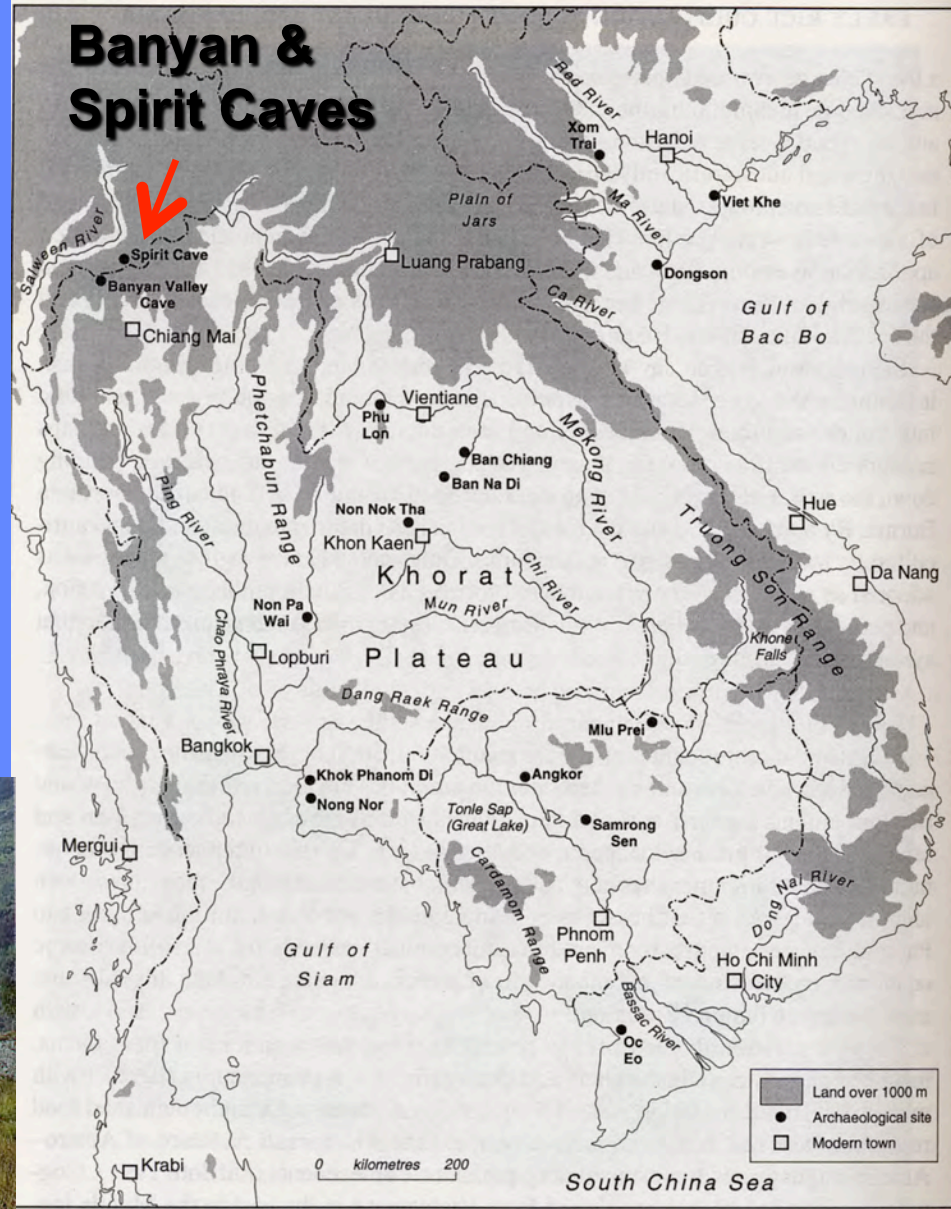 Banyan &
Spirit Caves
Red River
Xom
Trai
Hanoi
Viet Khe
Plain of
Jars
Ma River
Salween River
Spirit Cave
Luang Prabang
Dongson
Banyan Valley
Cave
Ca River
Gulf of
Bac Bo
Chiang Mai
Phetchabun Range
Phu
Lon
Vientiane
Mekong River
Ban Chiang
Ban Na Di
Ping River
Non Nok Tha
Khon Kaen
Hue
Truong Son Range
Khorat
Chi River
Da Nang
Non Pa
Wai
Mun River
Chao Phraya River
Khone
Falls
Lopburi
Plateau
Dang Raek Range
Mlu Prei
Bangkok
Khok Phanom Di
Angkor
Nong Nor
Tonle Sap
(Great Lake)
Samrong
Sen
Mergui
Cardamom Range
Dong Nai River
Phnom
Penh
Gulf of
Siam
Ho Chi Minh
City
Bassac River
Oc
Eo
Land over 1000 m
Archaeological site
Modern town
Krabi
0 kilometres 200
South China Sea